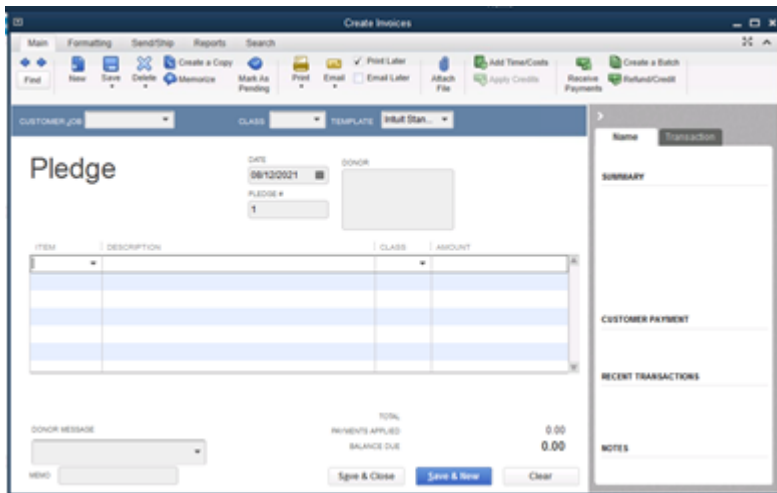 Create Invoices
Main Formatting Send/Ship Reports Search
Find New Save Delete Create a Copy Memorize Mark As Pending Print Email Print Later Email Later Attach File Add Time/Costs Apply Credits Receive Payments Create a Batch Refund/Credit
CUSTOMER:JOB CLASS TEMPLATE Intuit Stan...
Name Transaction
Pledge
DATE DONOR
08/12/2021
PLEDGE #
1
SUMMARY
ITEM DESCRIPTION CLASS AMOUNT
CUSTOMER PAYMENT
RECENT TRANSACTIONS
TOTAL
DONOR MESSAGE PAYMENTS APPLIED 0.00
BALANCE DUE 0.00
NOTES
MEMO Save & Close Save & New Clear